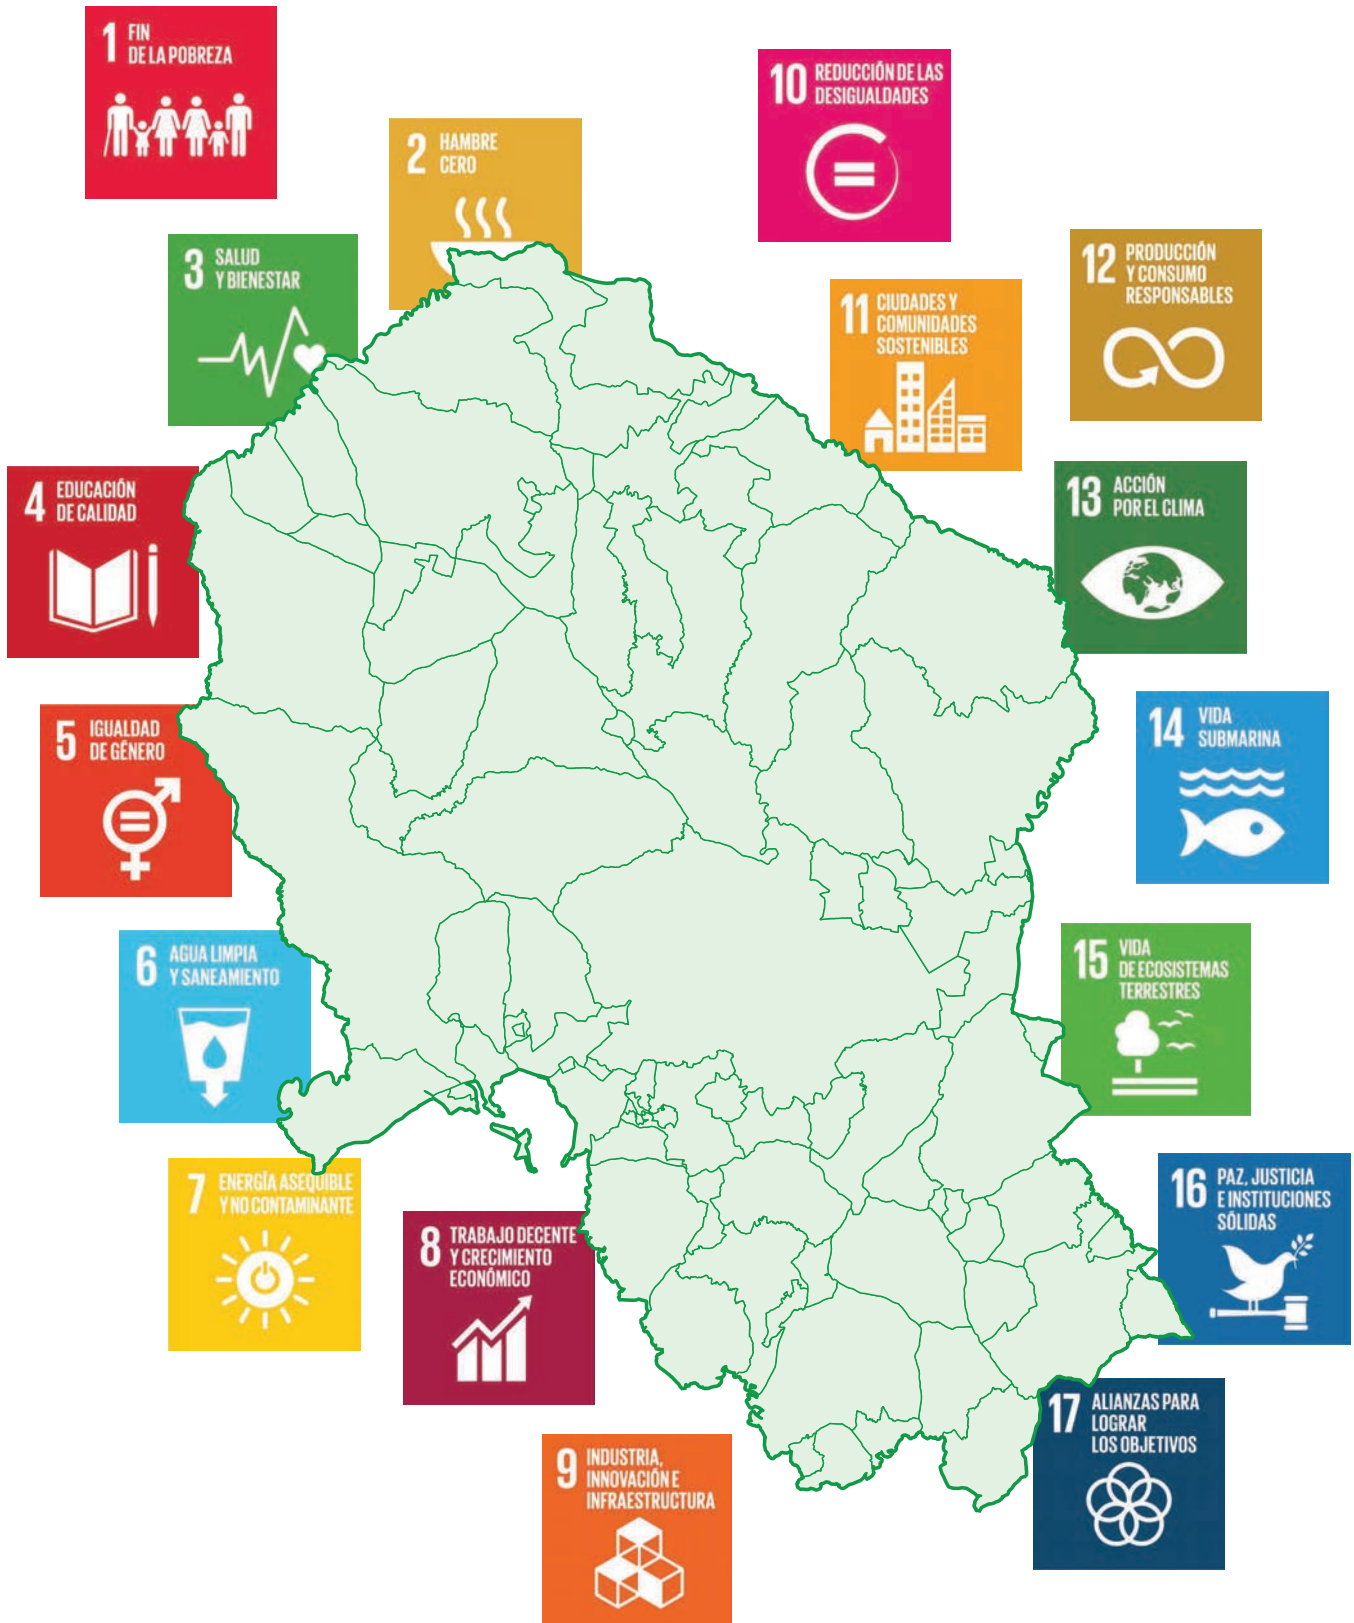 1 FIN
DE LA POBREZA
2 HAMBRE
CERO
3 SALUD
Y BIENESTAR
4 EDUCACIÓN
DE CALIDAD
5 IGUALDAD
DE GÉNERO
6 AGUA LIMPIA
Y SANEAMIENTO
7 ENERGÍA ASEQUIBLE
Y NO CONTAMINANTE
8 TRABAJO DECENTE
Y CRECIMIENTO
ECONÓMICO
9 INDUSTRIA,
INNOVACIÓN E
INFRAESTRUCTURA
10 REDUCCIÓN DE LAS
DESIGUALDADES
11 CIUDADES Y
COMUNIDADES
SOSTENIBLES
12 PRODUCCIÓN
Y CONSUMO
RESPONSABLES
13 ACCIÓN
POR EL CLIMA
14 VIDA
SUBMARINA
15 VIDA
DE ECOSISTEMAS
TERRESTRES
16 PAZ, JUSTICIA
E INSTITUCIONES
SÓLIDAS
17 ALIANZAS PARA
LOGRAR
LOS OBJETIVOS